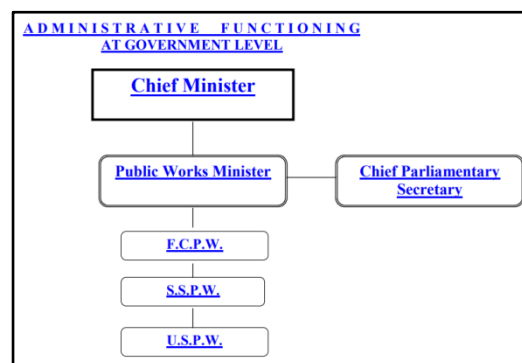 ADMINISTRATIVE FUNCTIONING
AT GOVERNMENT LEVEL
Chief Minister
Public Works Minister
Chief Parliamentary
Secretary
F.C.P.W.
S.S.P.W.
U.S.P.W.